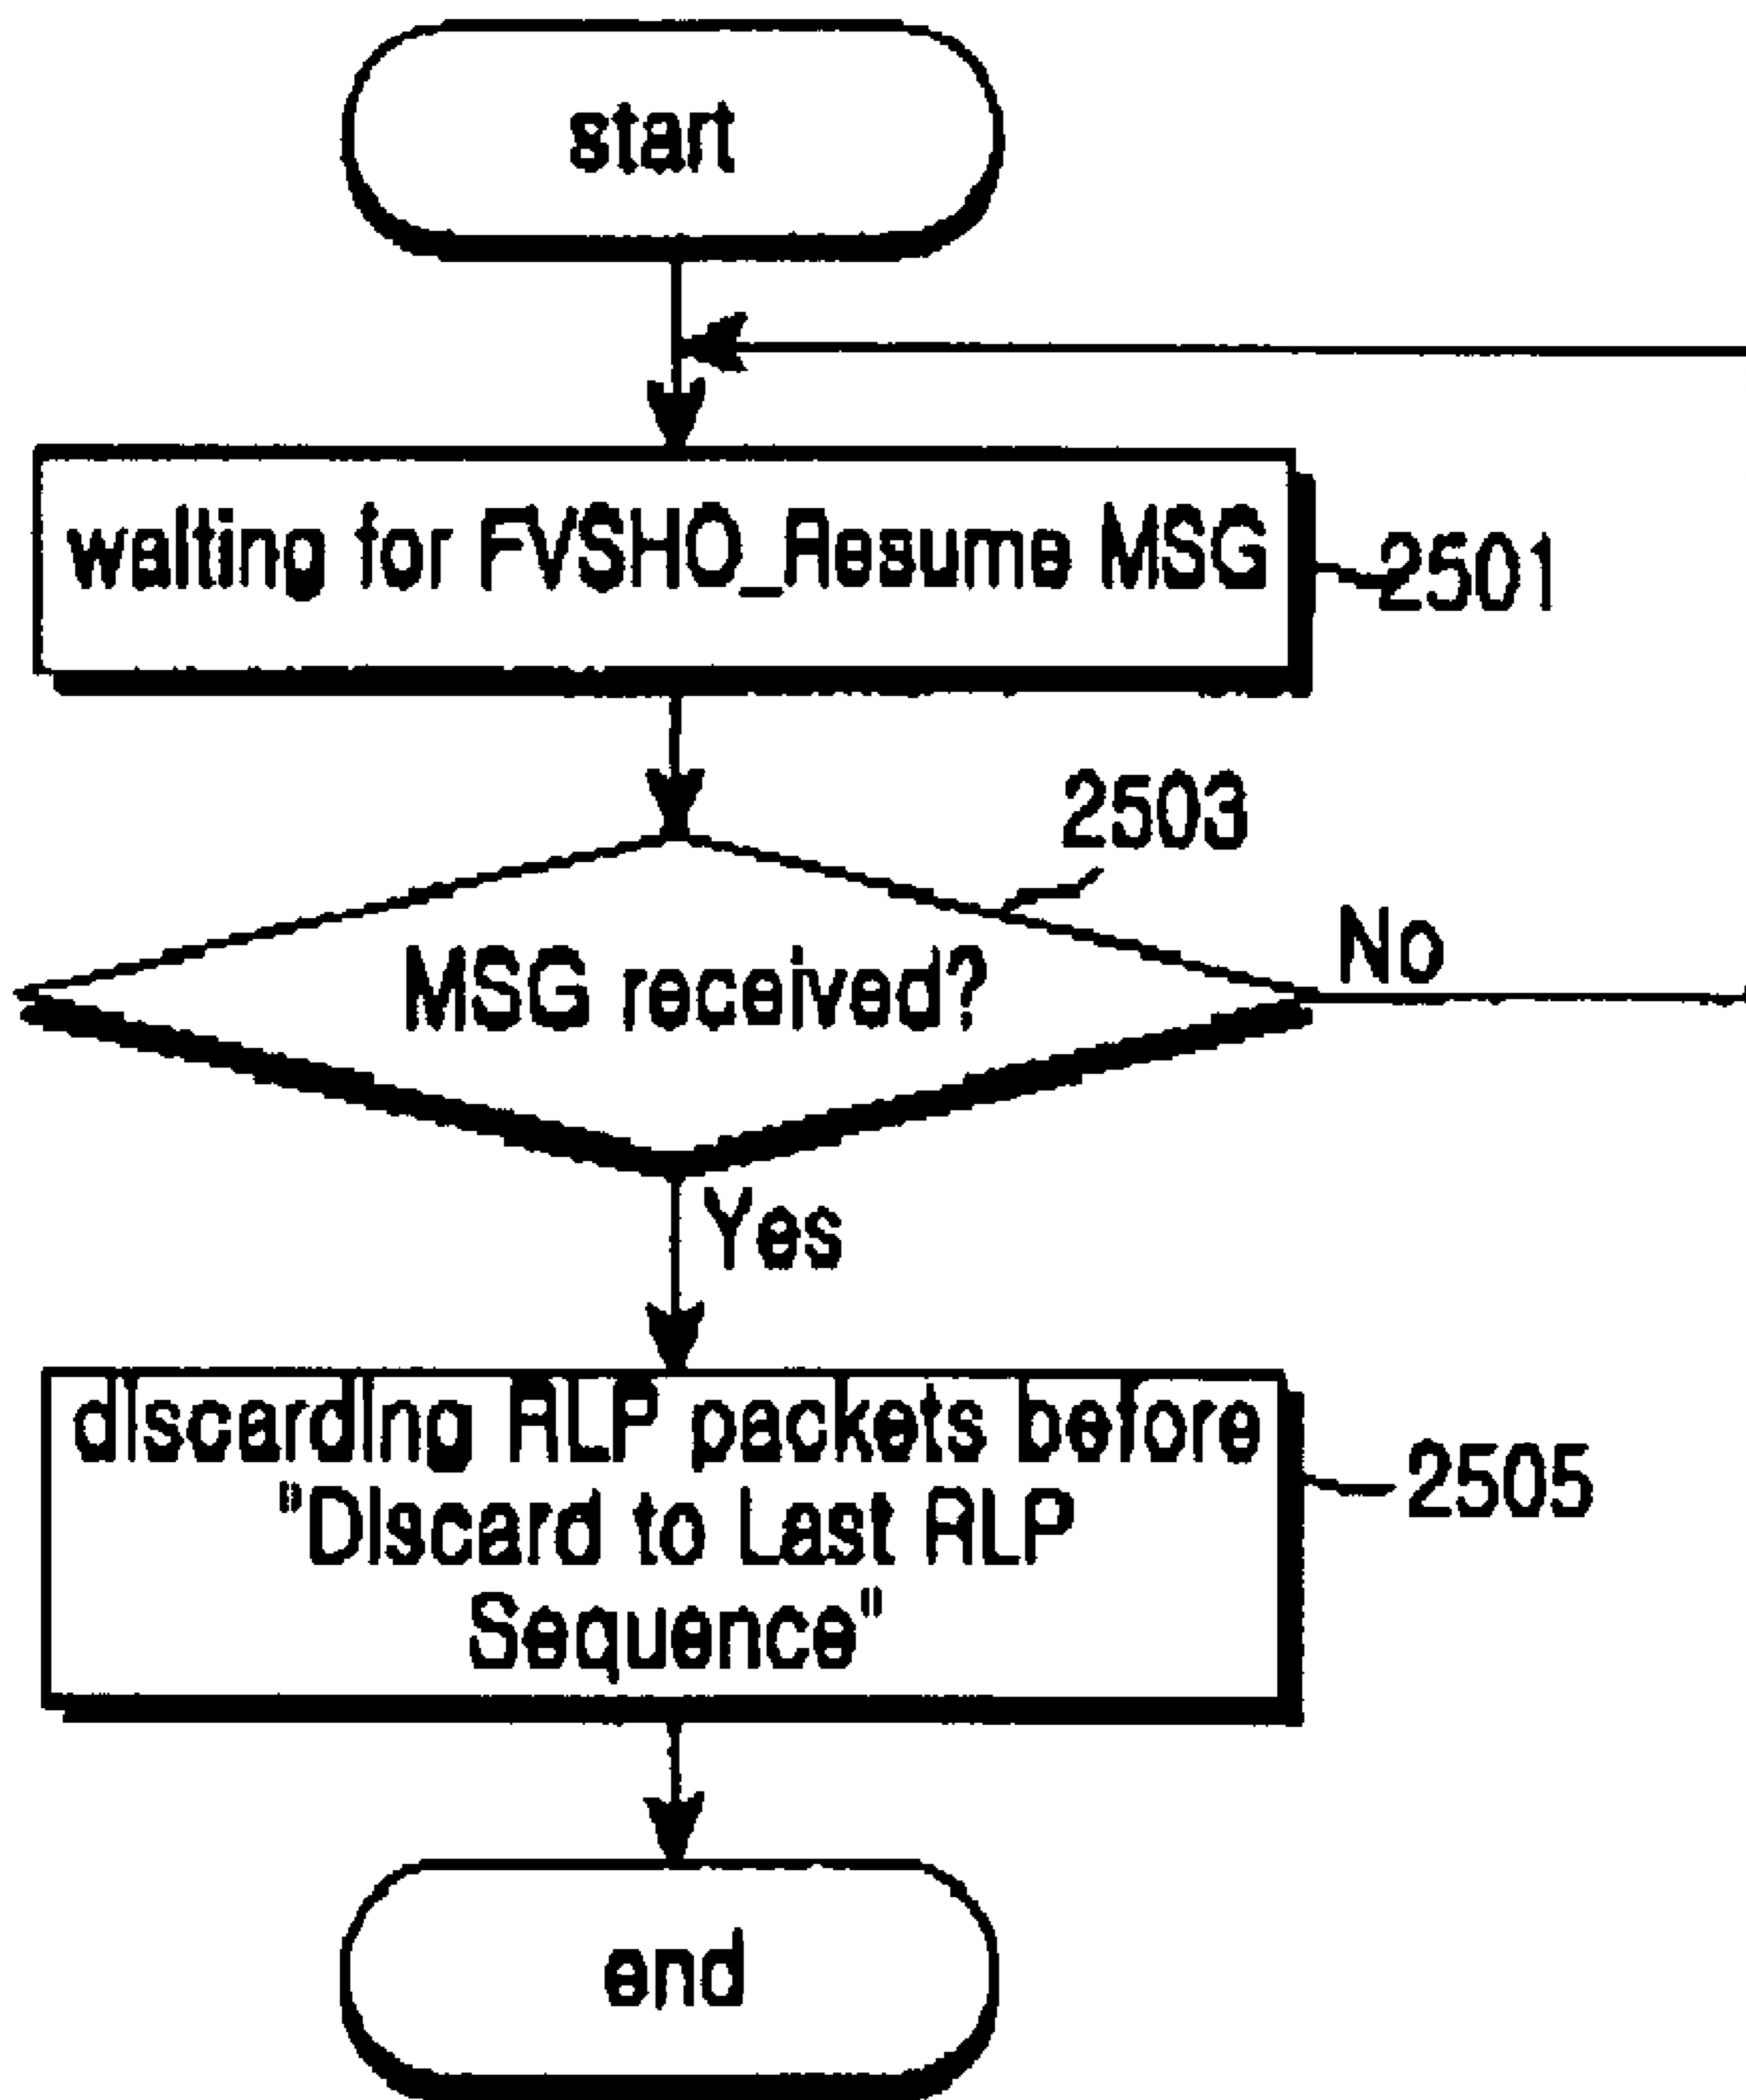 start
waiting for FVSHO_Resume MSG
2501
2503
MSG received?
No
Yes
discarding RLP packets before
"Discard to Last RLP
Sequence"
2505
end